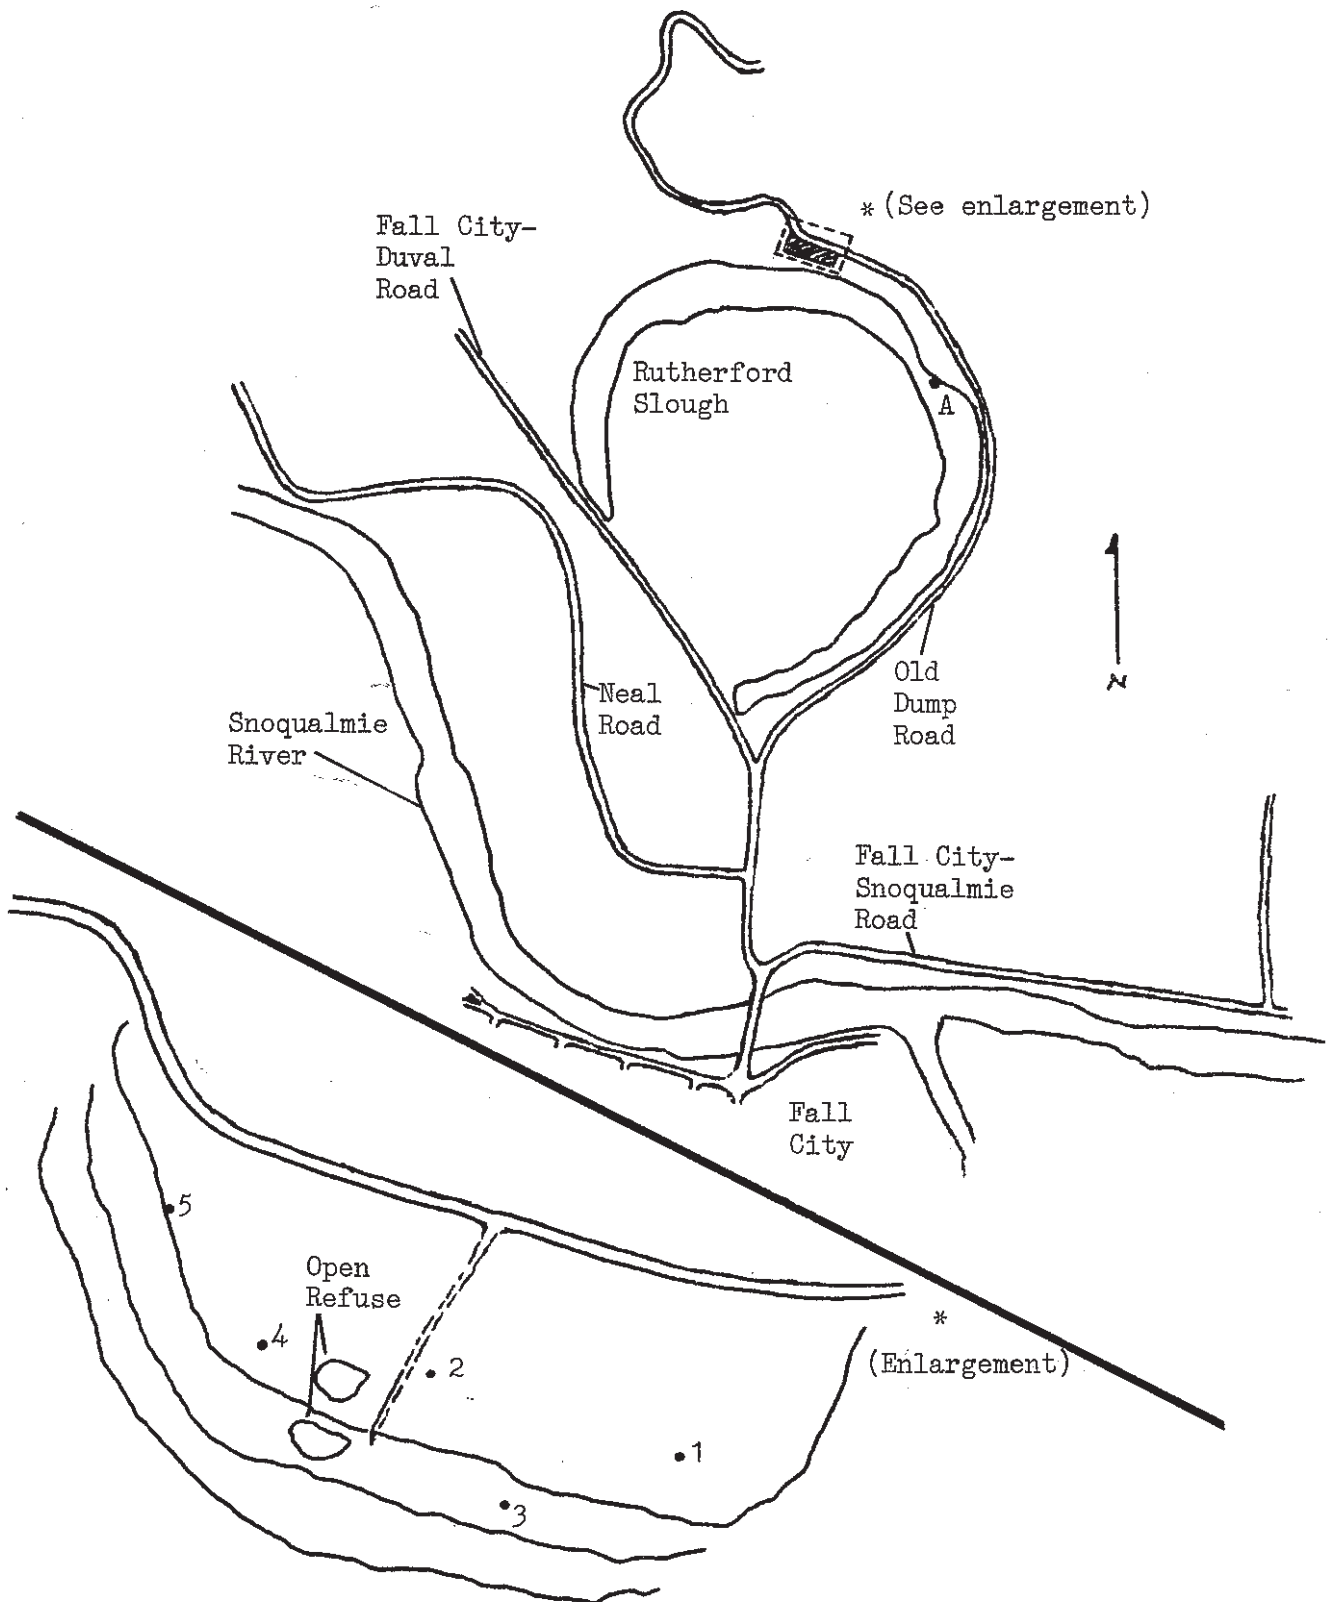 * (See enlargement)
Fall City-
Duval
Road
Rutherford
Slough
A
N
Old
Dump
Road
Neal
Road
Snoqualmie
River
Fall City-
Snoqualmie
Road
Fall
City
5
Open
Refuse
4
2
*
(Enlargement)
1
3